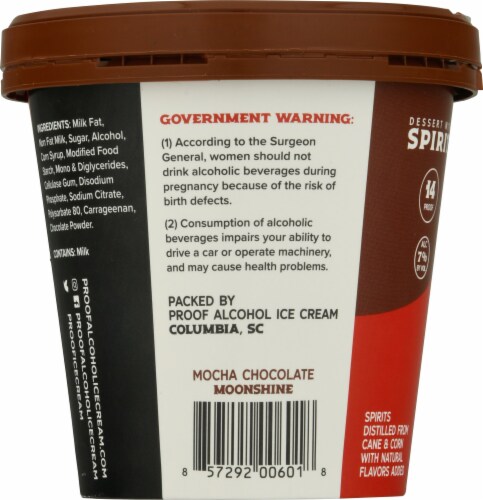 INGREDIENTS: Milk Fat,
Non Fat Milk, Sugar, Alcohol,
Corn Syrup, Modified Food
Starch, Mono & Diglycerides,
Cellulose Gum, Disodium
Phosphate, Sodium Citrate,
Polysorbate 80, Carrageenan,
Chocolate Powder.
CONTAINS: Milk
PROOFALCOHOLICECREAM.COM
PROOFALCOHOLICECREAM
PROOFICECREAM
GOVERNMENT WARNING:
(1) According to the Surgeon
General, women should not
drink alcoholic beverages during
pregnancy because of the risk of
birth defects.
(2) Consumption of alcoholic
beverages impairs your ability to
drive a car or operate machinery,
and may cause health problems.
PACKED BY
PROOF ALCOHOL ICE CREAM
COLUMBIA, SC
MOCHA CHOCOLATE
MOONSHINE
8 57292 00601 8
DESSERT
SPIRI
14
PROOF
ALC
7%
BY VOL
SPIRITS
DISTILLED FROM
CANE & CORN
WITH NATURAL
FLAVORS ADDED